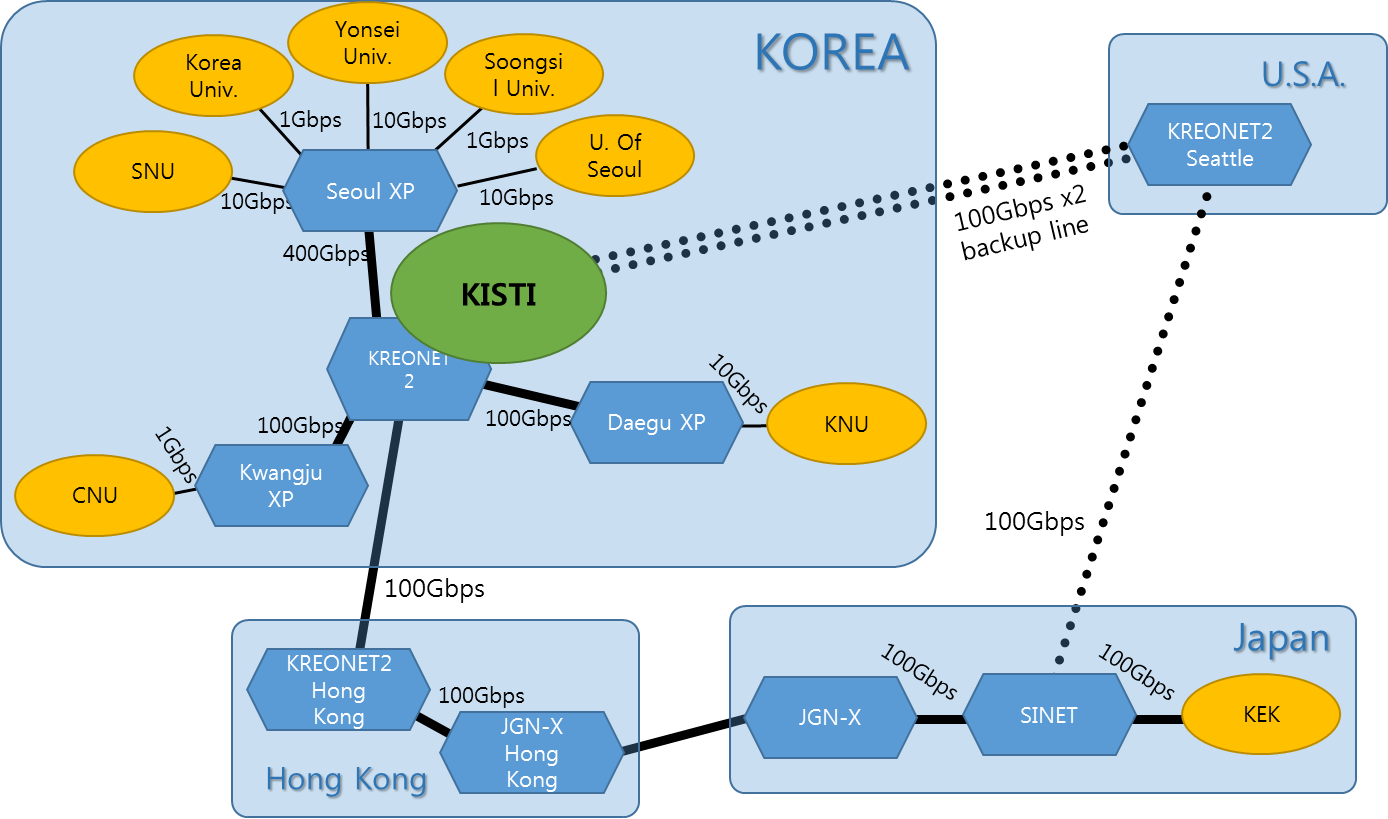 KOREA
U.S.A.
Yonsei
Univ.
Korea
Univ.
Soongsi
l Univ.
1Gbps
10Gbps
1Gbps
U. Of
Seoul
KREONET2
Seattle
SNU
Seoul XP
10Gbps
10Gbps
100Gbps x2
backup line
400Gbps
KISTI
KREONET
2
100Gbps
100Gbps
Daegu XP
10Gbps
KNU
1Gbps
CNU
Kwangju
XP
100Gbps
100Gbps
KREONET2
Hong
Kong
100Gbps
JGN-X
Hong
Kong
Hong Kong
Japan
JGN-X
100Gbps
SINET
100Gbps
KEK